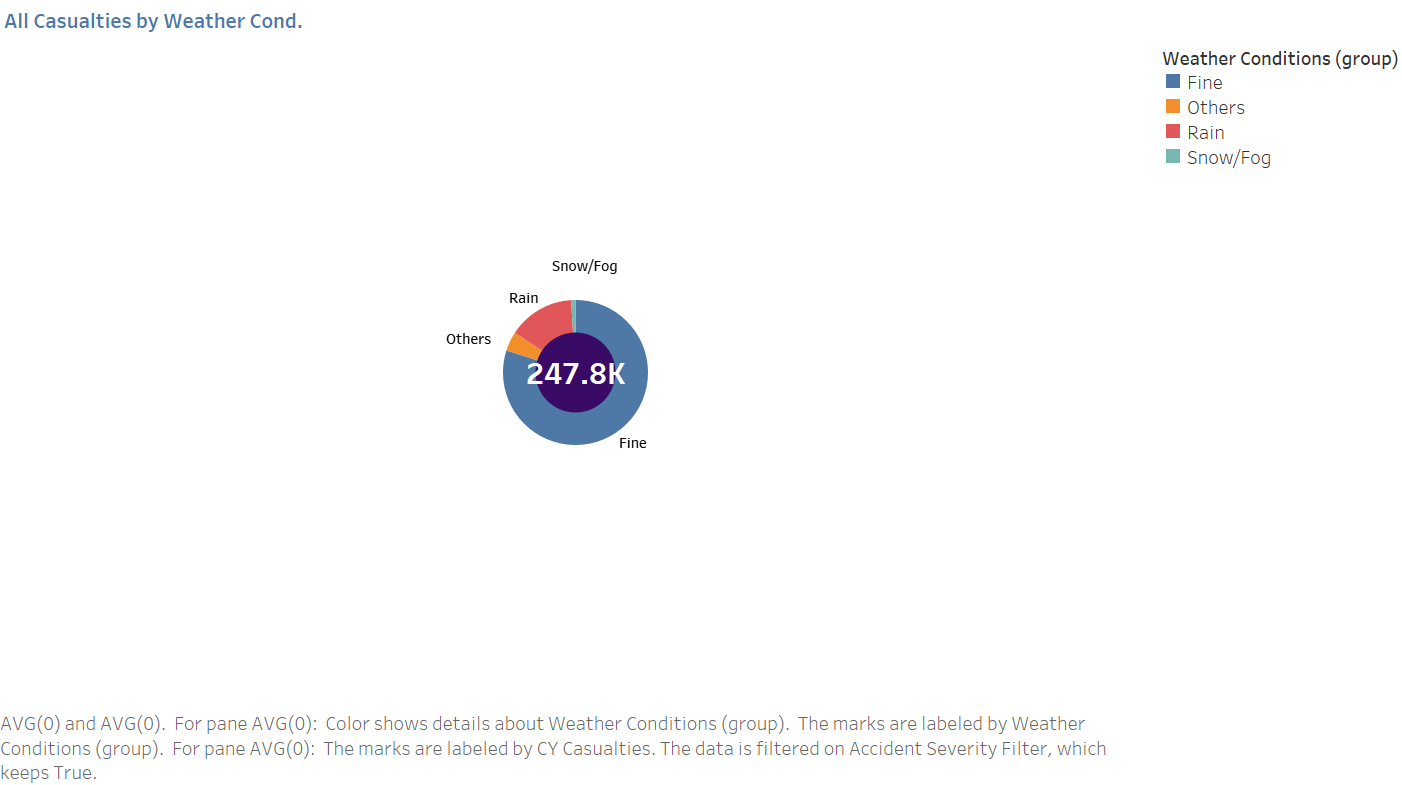 All Casualties by Weather Cond.
Weather Conditions (group)
Fine
Others
Rain
Snow/Fog
Snow/Fog
Rain
Others
247.8K
Fine
AVG(0) and AVG(0).  For pane AVG(0):  Color shows details about Weather Conditions (group).  The marks are labeled by Weather
Conditions (group).  For pane AVG(0):  The marks are labeled by CY Casualties. The data is filtered on Accident Severity Filter, which
keeps True.